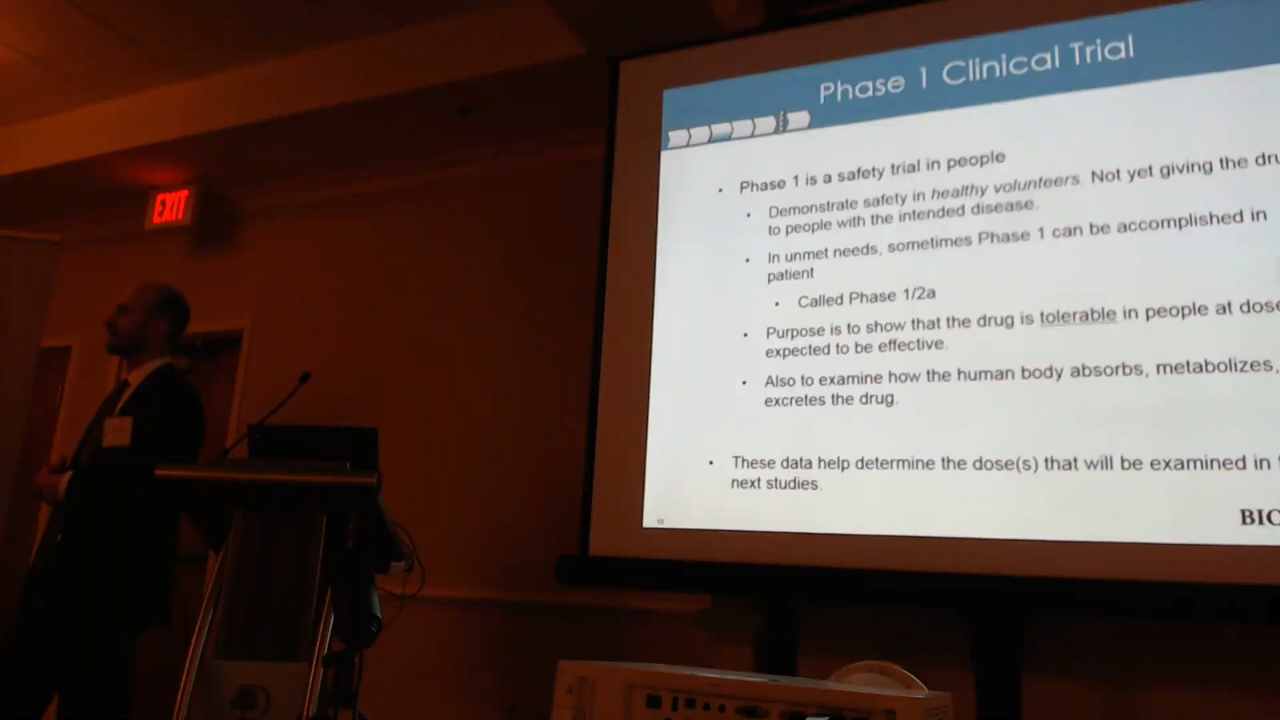 Phase 1 Clinical Trial
EXIT
Phase 1 is a safety trial in people
Demonstrate safety in healthy volunteers. Not yet giving the dru
to people with the intended disease.
In unmet needs, sometimes Phase 1 can be accomplished in
patient
Called Phase 1/2a
Purpose is to show that the drug is tolerable in people at dose
expected to be effective.
Also to examine how the human body absorbs, metabolizes,
excretes the drug.
These data help determine the dose(s) that will be examined in
next studies.
BIO